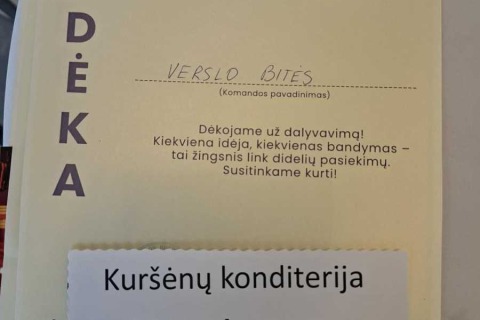 DĖKA
VERSLO BITĖS
(Komandos pavadinimas)
Dėkojame už dalyvavimą!
Kiekviena idėja, kiekvienas bandymas –
tai žingsnis link didelių pasiekimų.
Susitinkame kurti!
Kuršėnų konditerija